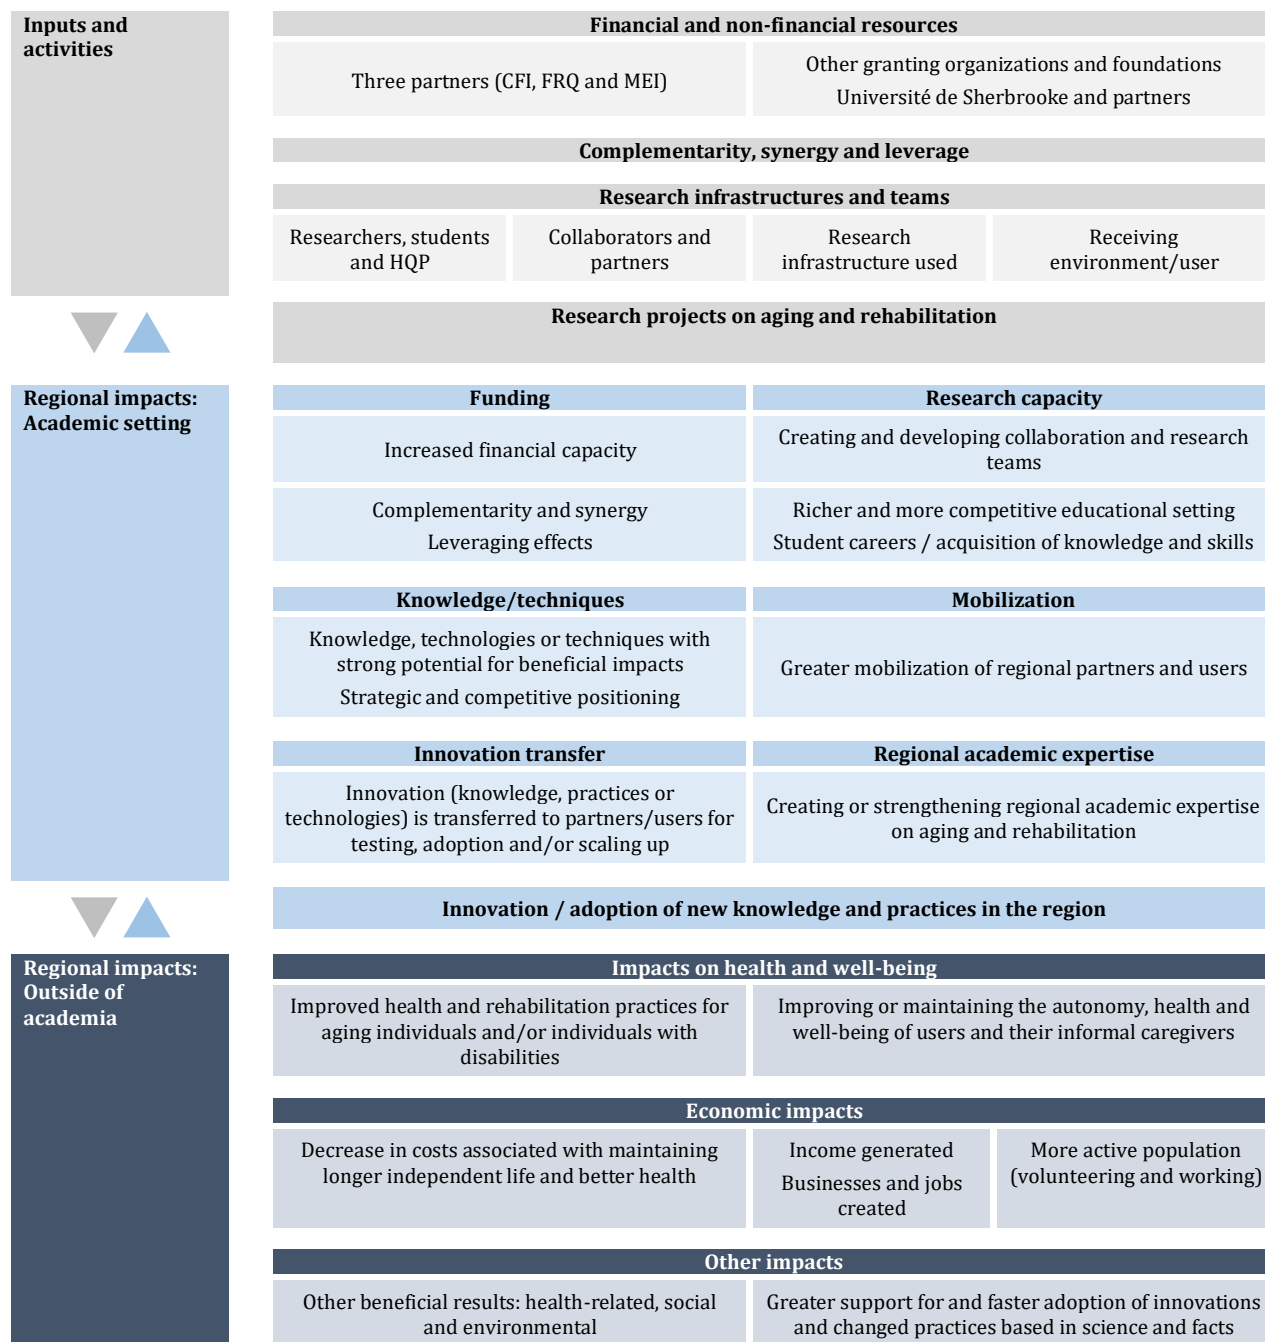 Inputs and
activities
Financial and non-financial resources
Three partners (CFI, FRQ and MEI)
Other granting organizations and foundations
Université de Sherbrooke and partners
Complementarity, synergy and leverage
Research infrastructures and teams
Researchers, students
and HQP
Collaborators and
partners
Research
infrastructure used
Receiving
environment/user
Research projects on aging and rehabilitation
Regional impacts:
Academic setting
Funding
Research capacity
Increased financial capacity
Creating and developing collaboration and research
teams
Complementarity and synergy
Leveraging effects
Richer and more competitive educational setting
Student careers / acquisition of knowledge and skills
Knowledge/techniques
Mobilization
Knowledge, technologies or techniques with
strong potential for beneficial impacts
Strategic and competitive positioning
Greater mobilization of regional partners and users
Innovation transfer
Regional academic expertise
Innovation (knowledge, practices or
technologies) is transferred to partners/users for
testing, adoption and/or scaling up
Creating or strengthening regional academic expertise
on aging and rehabilitation
Innovation / adoption of new knowledge and practices in the region
Regional impacts:
Outside of
academia
Impacts on health and well-being
Improved health and rehabilitation practices for
aging individuals and/or individuals with
disabilities
Improving or maintaining the autonomy, health and
well-being of users and their informal caregivers
Economic impacts
Decrease in costs associated with maintaining
longer independent life and better health
Income generated
Businesses and jobs
created
More active population
(volunteering and working)
Other impacts
Other beneficial results: health-related, social
and environmental
Greater support for and faster adoption of innovations
and changed practices based in science and facts